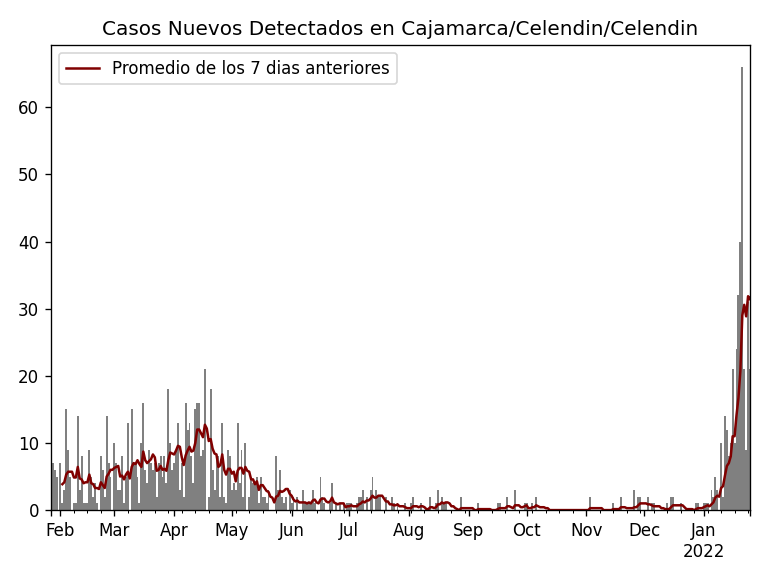 Casos Nuevos Detectados en Cajamarca/Celendin/Celendin
Promedio de los 7 dias anteriores
60
50
40
30
20
10
0
Feb Mar Apr May Jun Jul Aug Sep Oct Nov Dec Jan
2022